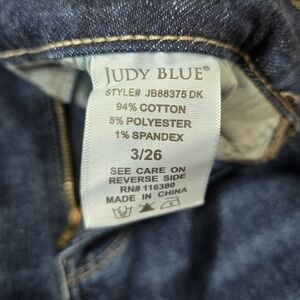 JUDY BLUE®
STYLE# JB88375 DK
94% COTTON
5% POLYESTER
1% SPANDEX
3/26
SEE CARE ON
REVERSE SIDE
RN# 116380
MADE IN CHINA